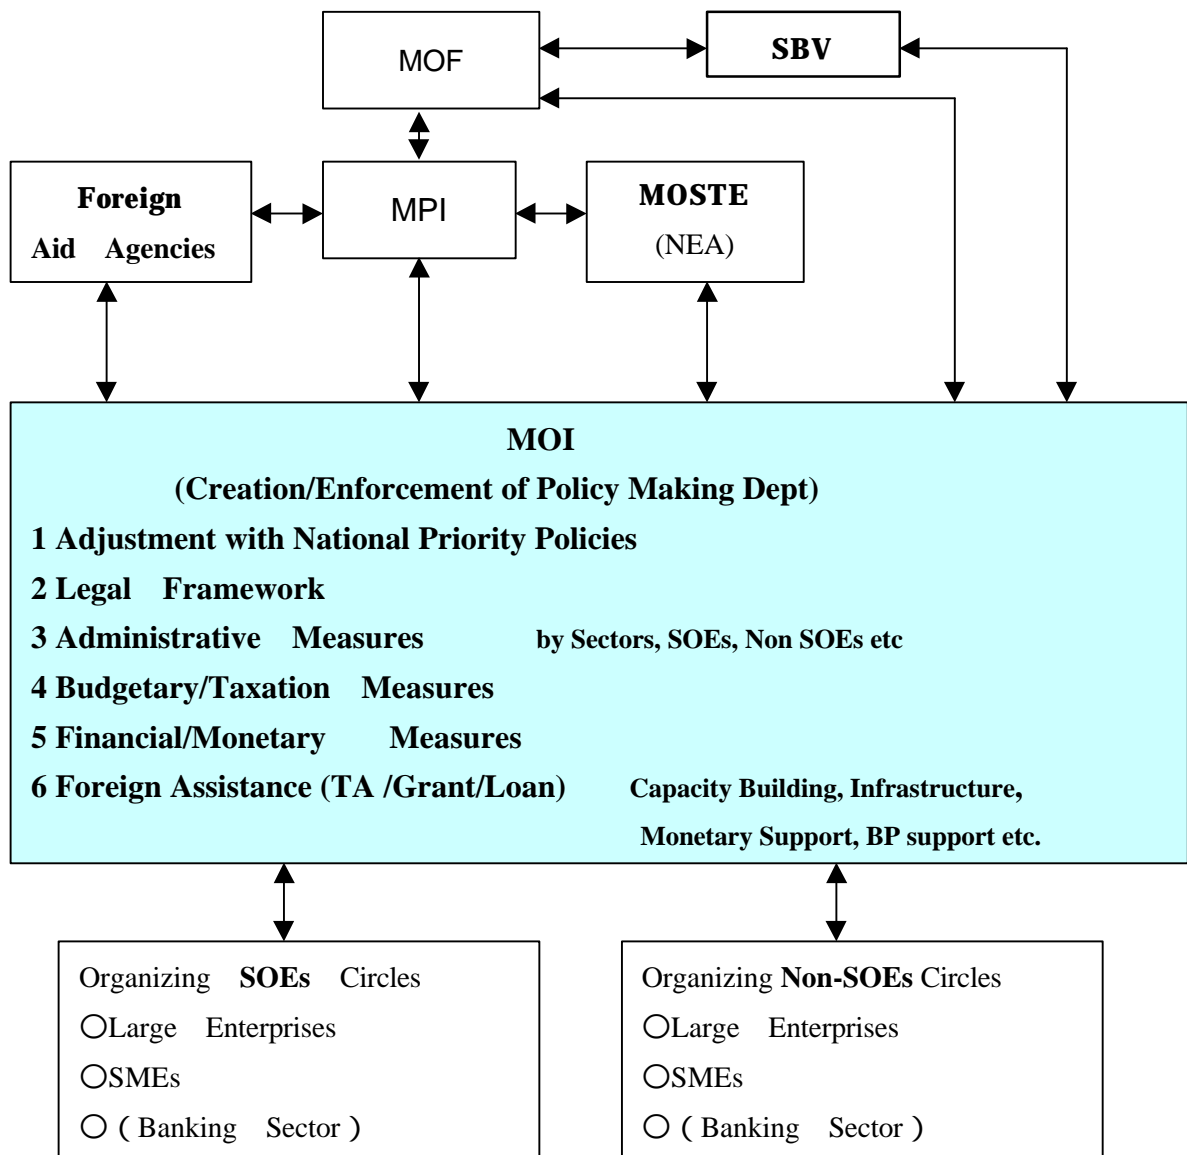 MOF
SBV
Foreign
Aid Agencies
MPI
MOSTE
(NEA)
MOI
(Creation/Enforcement of Policy Making Dept)
1 Adjustment with National Priority Policies
2 Legal Framework
3 Administrative Measures by Sectors, SOEs, Non SOEs etc
4 Budgetary/Taxation Measures
5 Financial/Monetary Measures
6 Foreign Assistance (TA /Grant/Loan) Capacity Building, Infrastructure,
Monetary Support, BP support etc.
Organizing SOEs Circles
○Large Enterprises
○SMEs
○ ( Banking Sector )
Organizing Non-SOEs Circles
○Large Enterprises
○SMEs
○ ( Banking Sector )